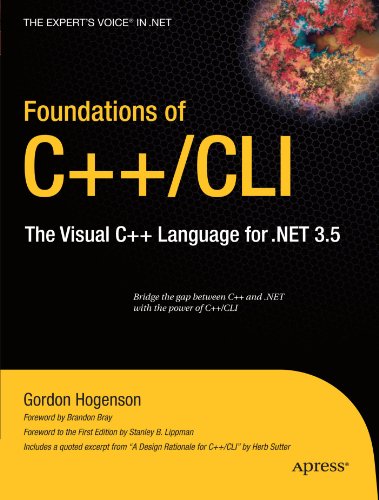 THE EXPERT'S VOICE® IN .NET
Foundations of
C++/CLI
The Visual C++ Language for .NET 3.5
Bridge the gap between C++ and .NET
with the power of C++/CLI
Gordon Hogenson
Foreword by Brandon Bray
Foreword to the First Edition by Stanley B. Lippman
Includes a quoted excerpt from “A Design Rationale for C++/CLI” by Herb Sutter
Apress®